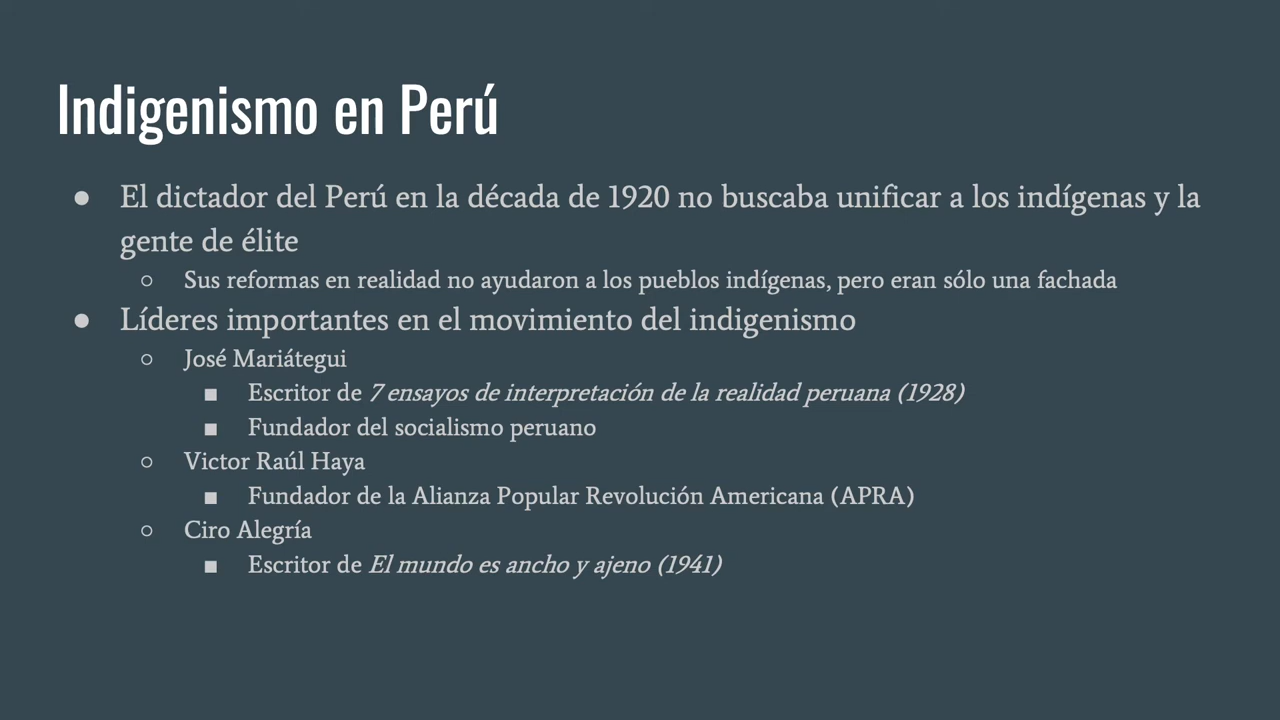 Indigenismo en Perú
● El dictador del Perú en la década de 1920 no buscaba unificar a los indígenas y la
gente de élite
○ Sus reformas en realidad no ayudaron a los pueblos indígenas, pero eran sólo una fachada
● Líderes importantes en el movimiento del indigenismo
○ José Mariátegui
■ Escritor de 7 ensayos de interpretación de la realidad peruana (1928)
■ Fundador del socialismo peruano
○ Victor Raúl Haya
■ Fundador de la Alianza Popular Revolución Americana (APRA)
○ Ciro Alegría
■ Escritor de El mundo es ancho y ajeno (1941)